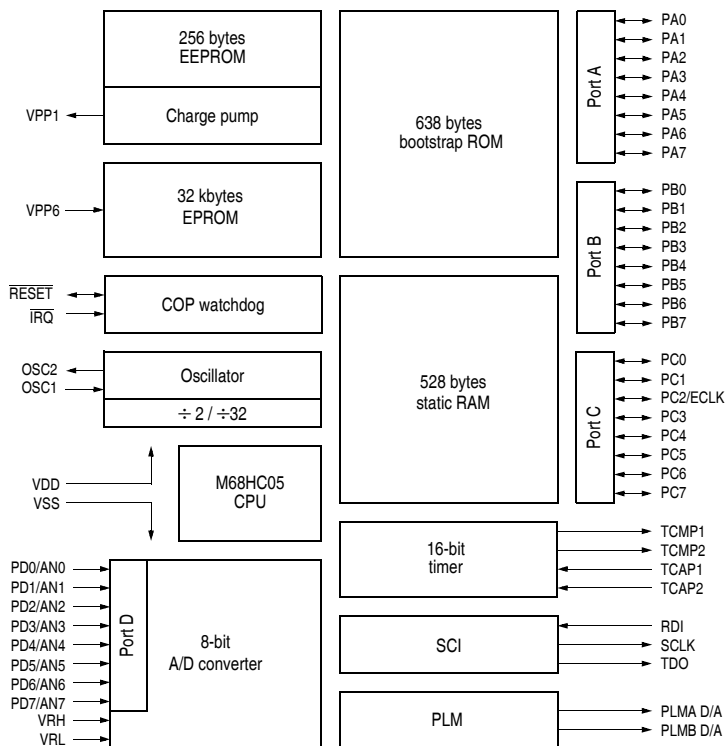 256 bytes
EEPROM
Charge pump
VPP1
32 kbytes
EPROM
VPP6
RESET
IRQ
COP watchdog
OSC2
OSC1
Oscillator
÷ 2 / ÷32
VDD
VSS
M68HC05
CPU
PD0/AN0
PD1/AN1
PD2/AN2
PD3/AN3
PD4/AN4
PD5/AN5
PD6/AN6
PD7/AN7
VRH
VRL
Port D
8-bit
A/D converter
638 bytes
bootstrap ROM
528 bytes
static RAM
16-bit
timer
SCI
PLM
Port A
PA0
PA1
PA2
PA3
PA4
PA5
PA6
PA7
Port B
PB0
PB1
PB2
PB3
PB4
PB5
PB6
PB7
Port C
PC0
PC1
PC2/ECLK
PC3
PC4
PC5
PC6
PC7
TCMP1
TCMP2
TCAP1
TCAP2
RDI
SCLK
TDO
PLMA D/A
PLMB D/A